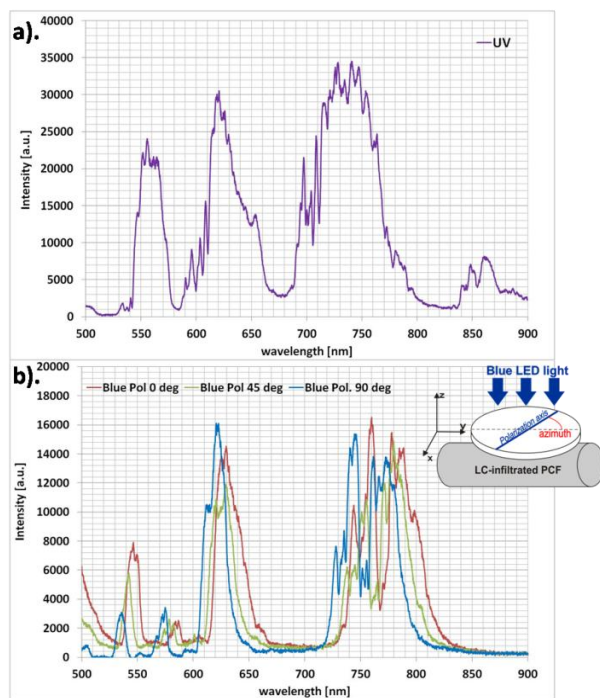 a).
UV
Intensity [a.u.]
40000
35000
30000
25000
20000
15000
10000
5000
0
500 550 600 650 700 750 800 850 900
wavelength [nm]
b).
Blue Pol 0 deg Blue Pol 45 deg Blue Pol. 90 deg
Intensity [a.u.]
20000
18000
16000
14000
12000
10000
8000
6000
4000
2000
0
500 550 600 650 700 750 800 850 900
wavelength [nm]
Blue LED light
z
y
x
Polarization axis
azimuth
LC-infiltrated PCF